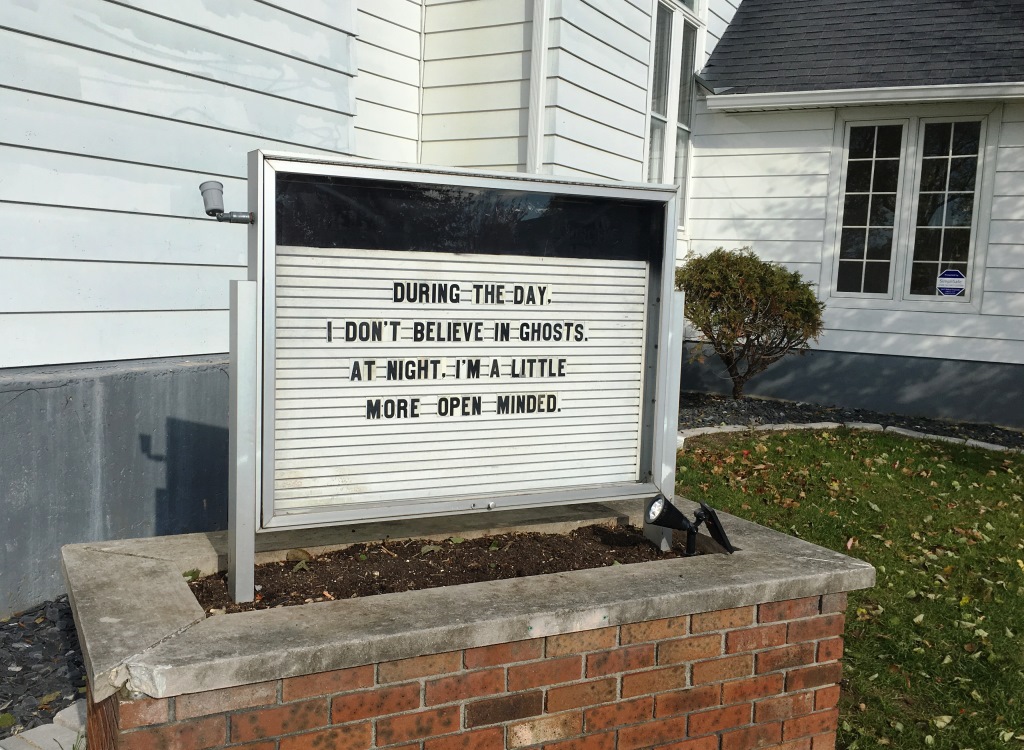 DURING THE DAY,
I DON'T BELIEVE IN GHOSTS.
AT NIGHT, I'M A LITTLE
MORE OPEN MINDED.